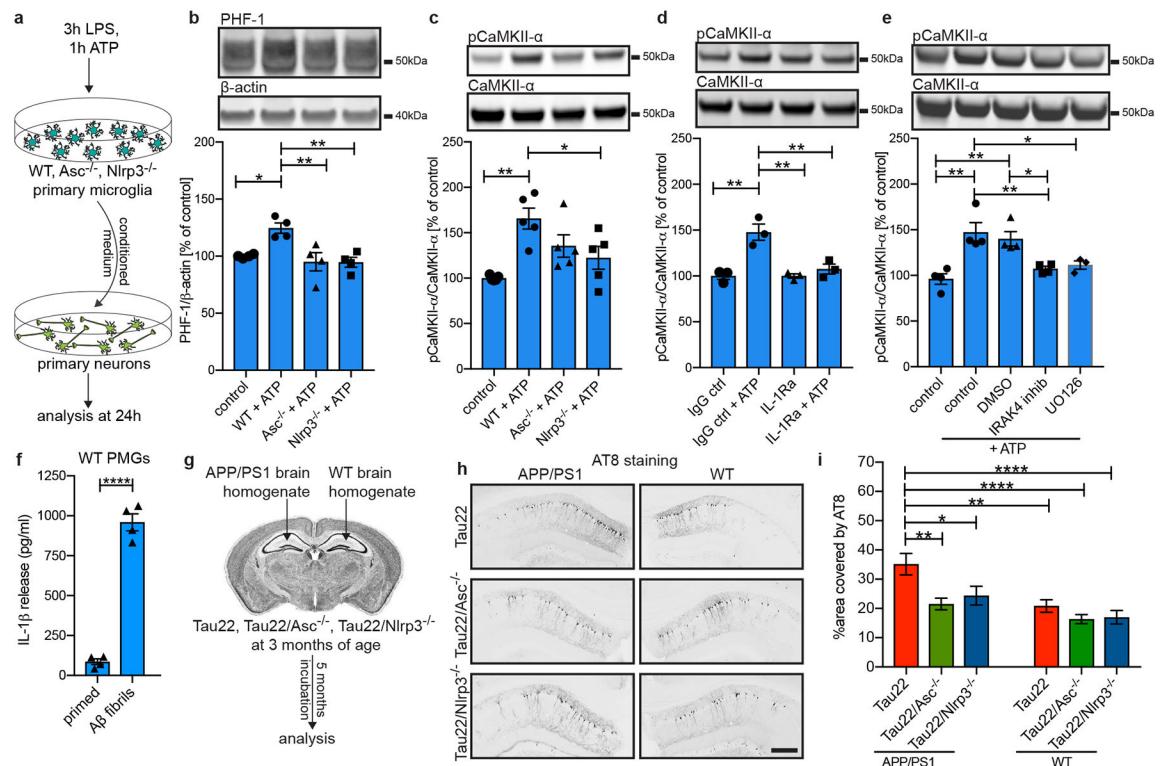 a
3h LPS,
1h ATP
WT, Asc-/-, Nlrp3-/-
primary microglia
conditioned
medium
primary neurons
analysis at 24h
b
PHF-1
50kDa
β-actin
40kDa
PHF-1/β-actin [% of control]
200
150
100
50
0
*
**
**
control
WT + ATP
Asc-/- + ATP
Nlrp3-/- + ATP
c
pCaMKII-α
50kDa
CaMKII-α
50kDa
pCaMKII-α/CaMKII-α [% of control]
250
200
150
100
50
0
**
*
control
WT + ATP
Asc-/- + ATP
Nlrp3-/- + ATP
d
pCaMKII-α
50kDa
CaMKII-α
50kDa
pCaMKII-α/CaMKII-α [% of control]
250
200
150
100
50
0
**
**
**
IgG ctrl
IgG ctrl + ATP
IL-1Ra
IL-1Ra + ATP
e
pCaMKII-α
50kDa
CaMKII-α
50kDa
pCaMKII-α/CaMKII-α [% of control]
250
200
150
100
50
0
*
**
**
*
**
control
control
DMSO
IRAK4 inhib
UO126
+ ATP
f
WT PMGs
IL-1β release (pg/ml)
1250
1000
750
500
250
0
****
primed
Aβ fibrils
g
APP/PS1 brain
homogenate
WT brain
homogenate
Tau22, Tau22/Asc-/-, Tau22/Nlrp3-/-
at 3 months of age
5 months
incubation
analysis
h
AT8 staining
APP/PS1
WT
Tau22
Tau22/Asc-/-
Tau22/Nlrp3-/-
i
%area covered by AT8
70
60
50
40
30
20
10
0
****
****
**
*
**
Tau22
Tau22/Asc-/-
Tau22/Nlrp3-/-
Tau22
Tau22/Asc-/-
Tau22/Nlrp3-/-
APP/PS1
WT